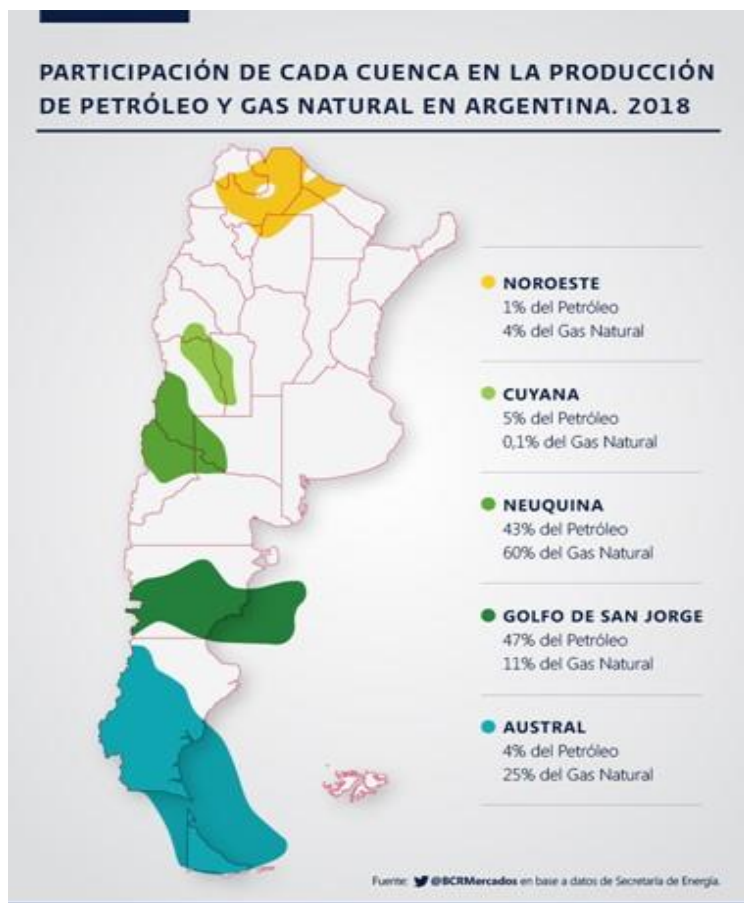 PARTICIPACIÓN DE CADA CUENCA EN LA PRODUCCIÓN
DE PETRÓLEO Y GAS NATURAL EN ARGENTINA. 2018
NOROESTE
1% del Petróleo
4% del Gas Natural
CUYANA
5% del Petróleo
0,1% del Gas Natural
NEUQUINA
43% del Petróleo
60% del Gas Natural
GOLFO DE SAN JORGE
47% del Petróleo
11% del Gas Natural
AUSTRAL
4% del Petróleo
25% del Gas Natural
Fuente: @BCRMercados en base a datos de Secretaría de Energía.